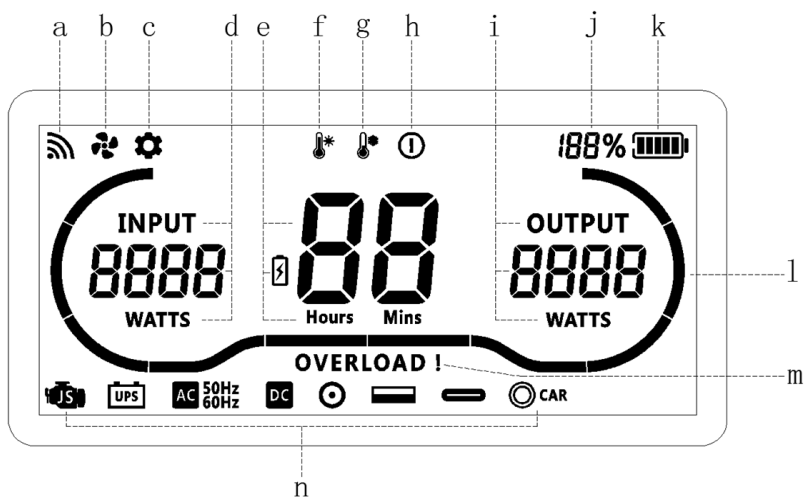 a b c d e f g h i j k
188%
INPUT OUTPUT
8888 88 8888
WATTS Hours Mins WATTS
l
OVERLOAD !
m
JS UPS AC 50Hz 60Hz DC CAR
n